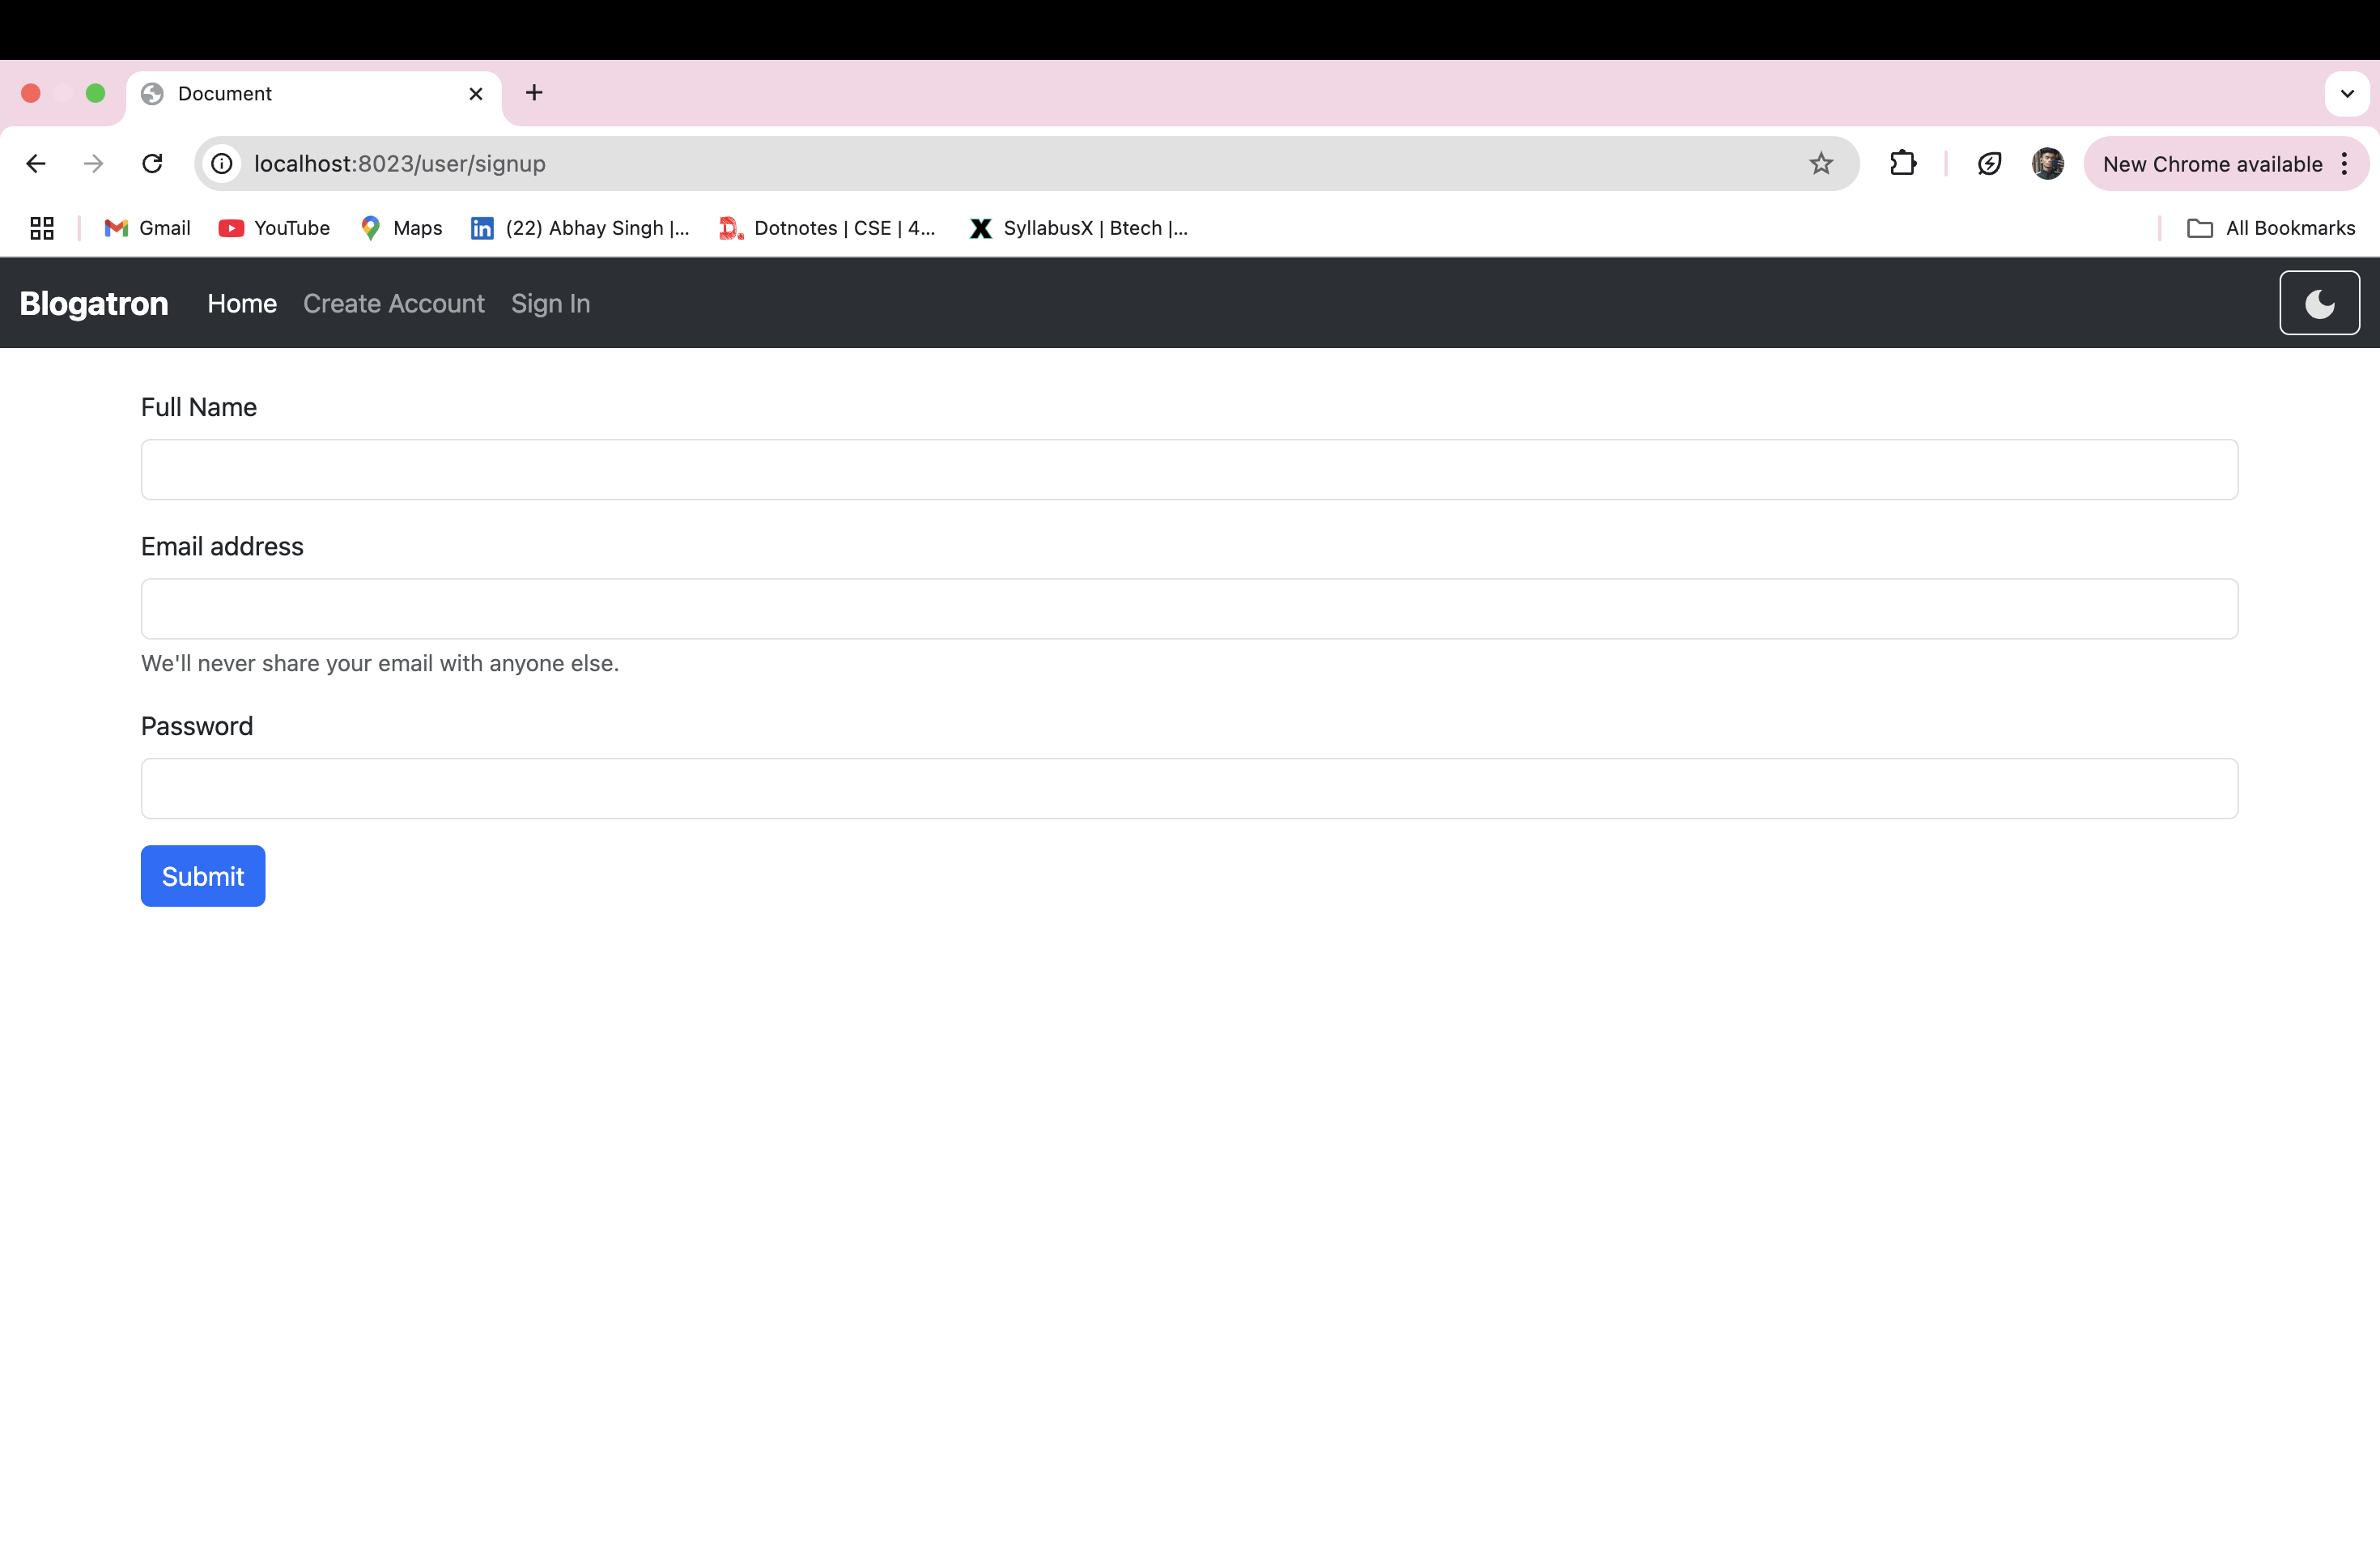 Document
localhost:8023/user/signup
New Chrome available
Gmail YouTube Maps (22) Abhay Singh |... Dotnotes | CSE | 4... SyllabusX | Btech |... All Bookmarks
Blogatron Home Create Account Sign In
Full Name
Email address
We'll never share your email with anyone else.
Password
Submit